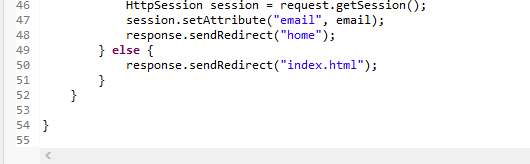 46 HttpSession session = request.getSession();
47 session.setAttribute("email", email);
48 response.sendRedirect("home");
49 } else {
50 response.sendRedirect("index.html");
51 }
52 }
53
54 }
55